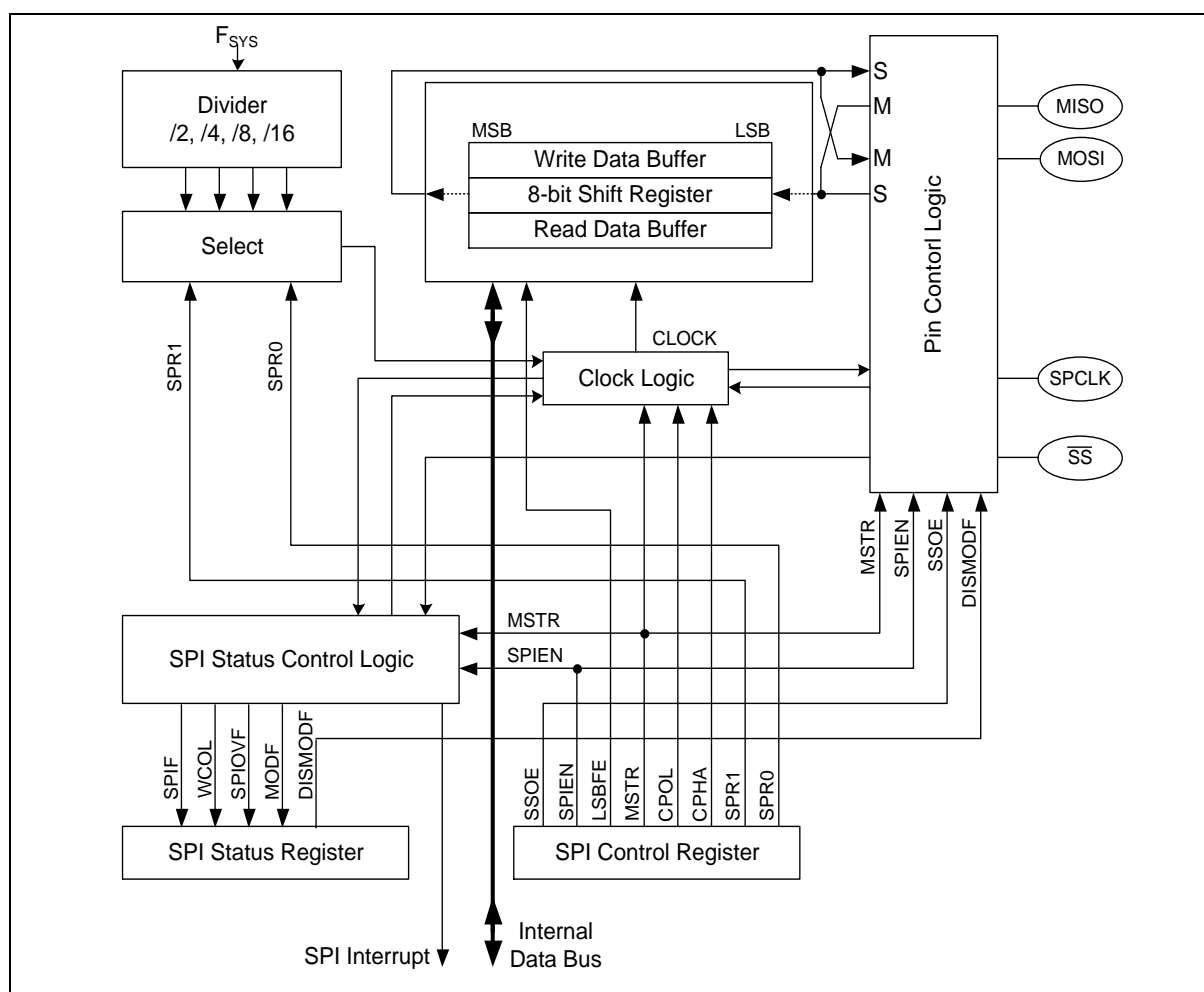 FSYS
Divider
/2, /4, /8, /16
Select
SPR1
SPR0
MSB
LSB
Write Data Buffer
8-bit Shift Register
Read Data Buffer
CLOCK
Clock Logic
S
M
M
S
Pin Contorl Logic
MISO
MOSI
SPCLK
SS
MSTR
SPIEN
SSOE
DISMODF
MSTR
SPIEN
SPI Status Control Logic
SPIF
WCOL
SPIOVF
MODF
DISMODF
SPI Status Register
SSOE
SPIEN
LSBFE
MSTR
CPOL
CPHA
SPR1
SPR0
SPI Control Register
SPI Interrupt
Internal
Data Bus